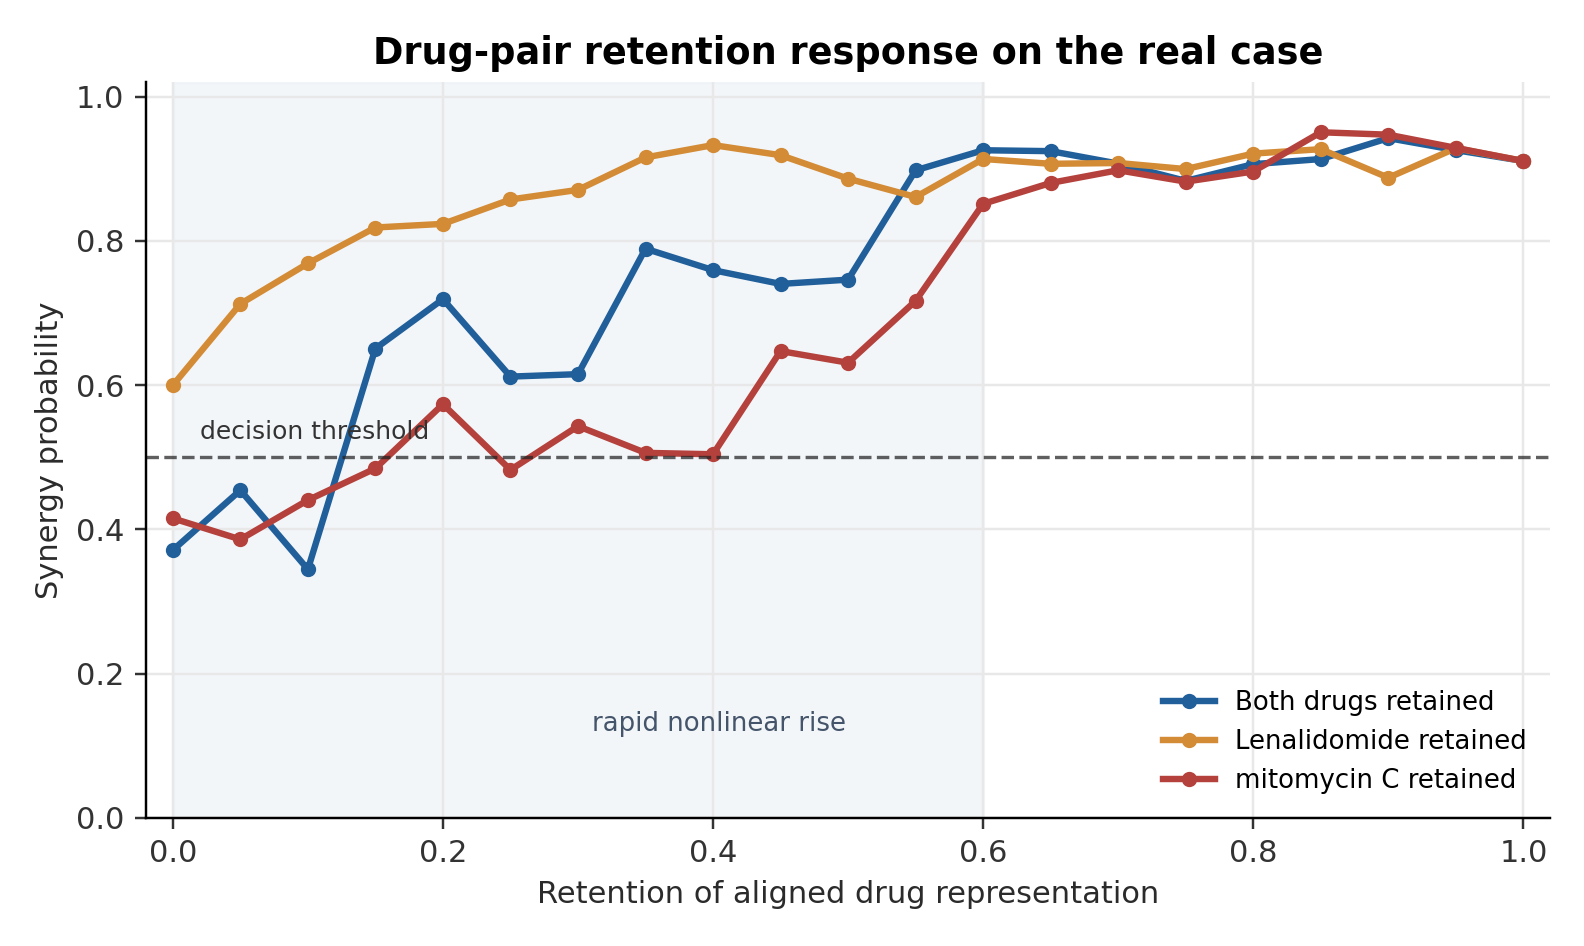 Drug-pair retention response on the real case
Synergy probability
1.0
0.8
0.6
0.4
0.2
0.0
decision threshold
rapid nonlinear rise
Both drugs retained
Lenalidomide retained
mitomycin C retained
0.0 0.2 0.4 0.6 0.8 1.0
Retention of aligned drug representation